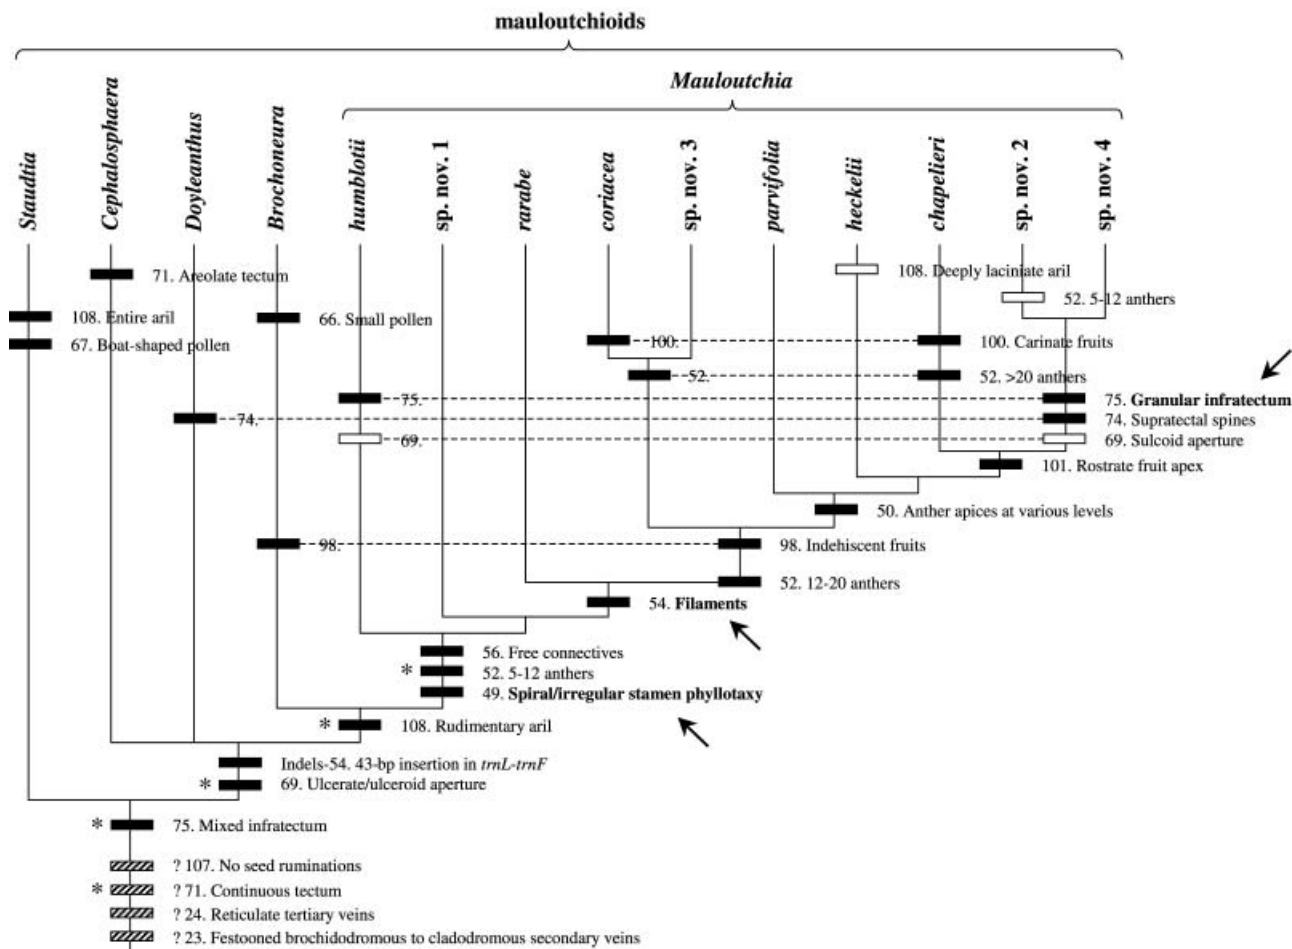 mauloutchioids
Mauloutchia
Staudtia
Cephalosphaera
Doyleanthus
Brochoneura
humblotii
sp. nov. 1
rarabe
coriacea
sp. nov. 3
parvifolia
heckelii
chapelieri
sp. nov. 2
sp. nov. 4
71. Areolate tectum
108. Deeply laciniate aril
52. 5-12 anthers
108. Entire aril
66. Small pollen
67. Boat-shaped pollen
100.
100. Carinate fruits
52.
52. >20 anthers
75.
75. Granular infratectum
74.
74. Supratectal spines
69.
69. Sulcoid aperture
101. Rostrate fruit apex
50. Anther apices at various levels
98.
98. Indehiscent fruits
52. 12-20 anthers
54. Filaments
56. Free connectives
* 52. 5-12 anthers
49. Spiral/irregular stamen phyllotaxy
* 108. Rudimentary aril
Indels-54. 43-bp insertion in trnL-trnF
* 69. Ulcerate/ulceroid aperture
* 75. Mixed infratectum
? 107. No seed ruminations
* ? 71. Continuous tectum
? 24. Reticulate tertiary veins
? 23. Festooned brochidodromous to cladodromous secondary veins